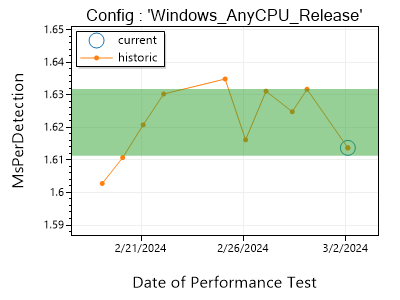 Config : 'Windows_AnyCPU_Release'
1.65
1.64
1.63
1.62
1.61
1.6
1.59
MsPerDetection
current
historic
2/21/2024
2/26/2024
3/2/2024
Date of Performance Test